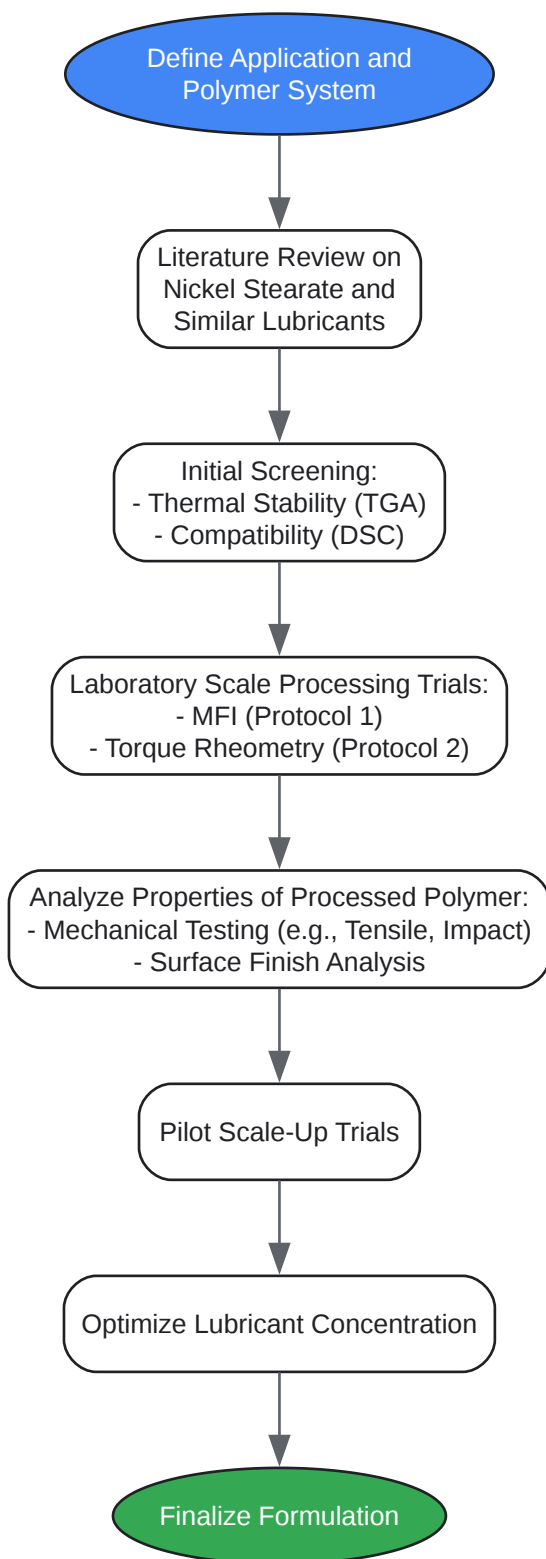 Define Application and
Polymer System
Literature Review on
Nickel Stearate and
Similar Lubricants
Initial Screening:
- Thermal Stability (TGA)
- Compatibility (DSC)
Laboratory Scale Processing Trials:
- MFI (Protocol 1)
- Torque Rheometry (Protocol 2)
Analyze Properties of Processed Polymer:
- Mechanical Testing (e.g., Tensile, Impact)
- Surface Finish Analysis
Pilot Scale-Up Trials
Optimize Lubricant Concentration
Finalize Formulation